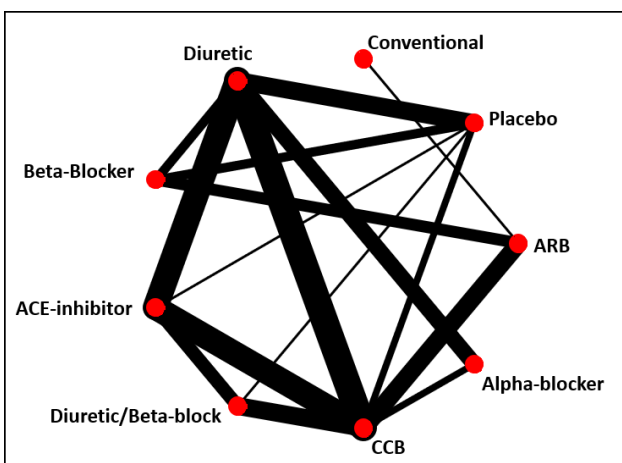 Conventional
Diuretic
Placebo
Beta-Blocker
ARB
ACE-inhibitor
Alpha-blocker
Diuretic/Beta-block
CCB